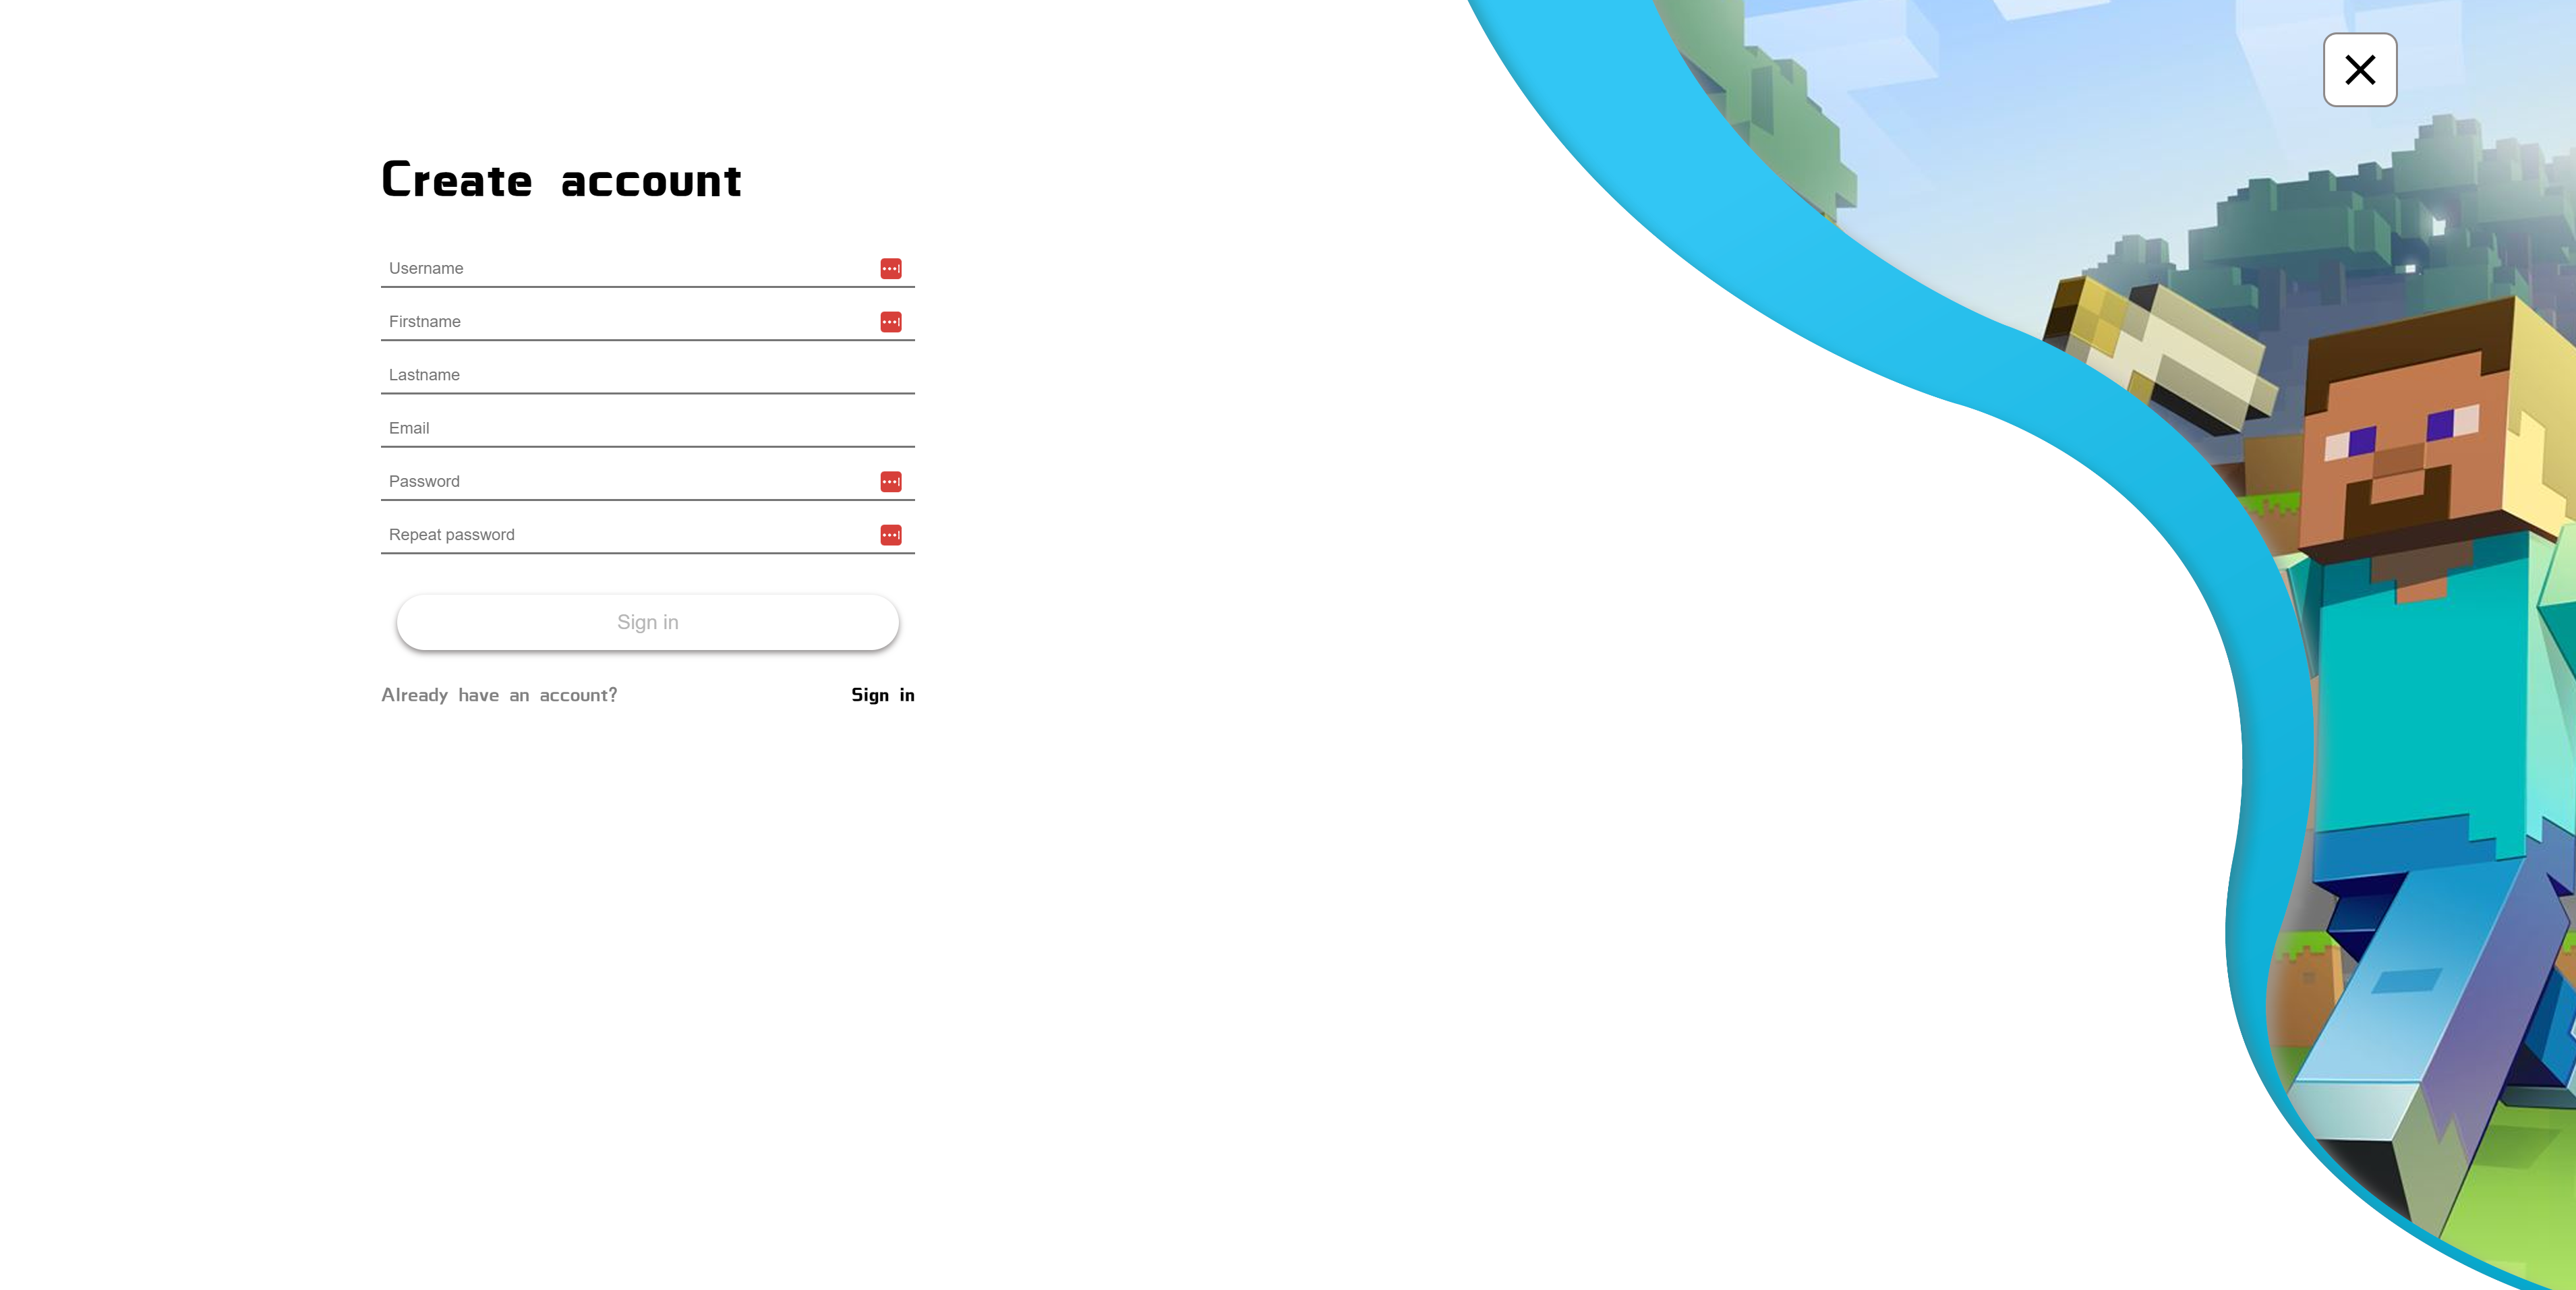 Create account
Username
Firstname
Lastname
Email
Password
Repeat password
Sign in
Already have an account? Sign in